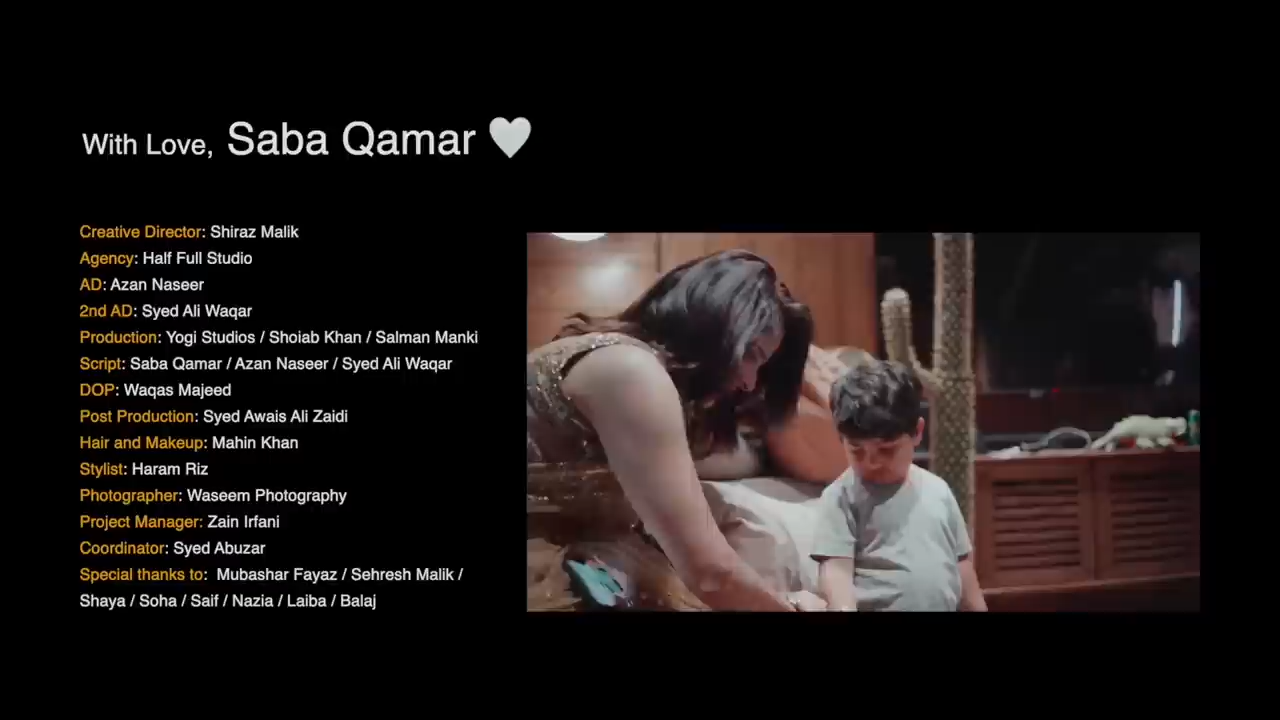 With Love, Saba Qamar 🤍
Creative Director: Shiraz Malik
Agency: Half Full Studio
AD: Azan Naseer
2nd AD: Syed Ali Waqar
Production: Yogi Studios / Shoiab Khan / Salman Manki
Script: Saba Qamar / Azan Naseer / Syed Ali Waqar
DOP: Waqas Majeed
Post Production: Syed Awais Ali Zaidi
Hair and Makeup: Mahin Khan
Stylist: Haram Riz
Photographer: Waseem Photography
Project Manager: Zain Irfani
Coordinator: Syed Abuzar
Special thanks to:  Mubashar Fayaz / Sehresh Malik /
Shaya / Soha / Saif / Nazia / Laiba / Balaj